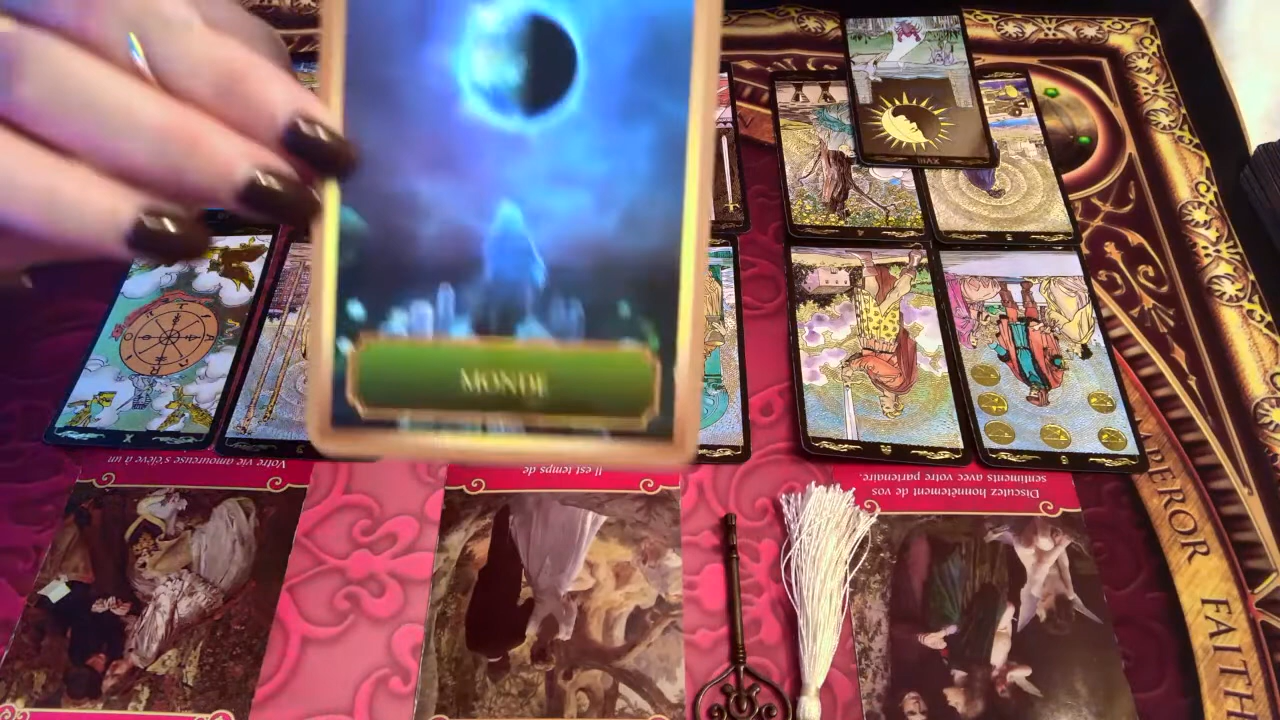 MONDE
XVIII
X
Votre vie amoureuse s'élève à un
Il est temps de
Discutez honnêtement de vos
sentiments avec votre partenaire.
EMPEROR
FAITH